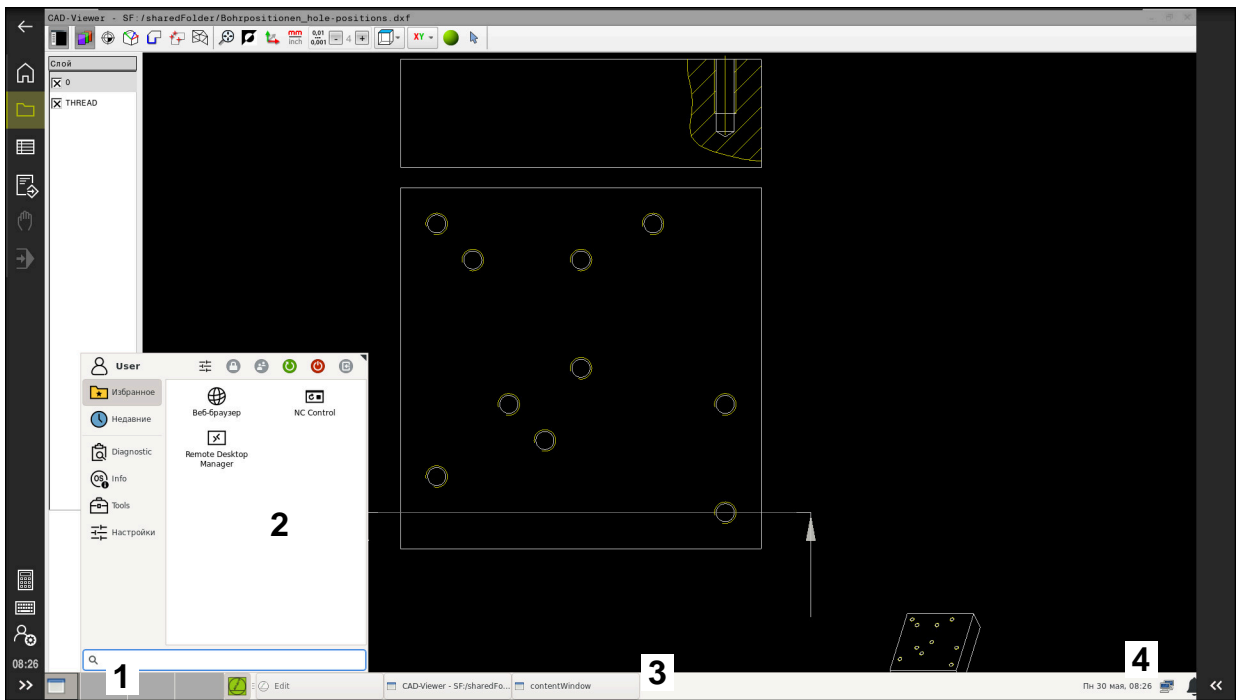 CAD-Viewer - SF:/sharedFolder/Bohrpositionen_hole-positions.dxf
mm
inch
0,01
0,001
4
XY
Слой
0
THREAD
User
Избранное
Недавние
Diagnostic
Info
Tools
Настройки
Веб-браузер
NC Control
Remote Desktop
Manager
OS
2
08:26
1
Edit
CAD-Viewer - SF:/sharedFo...
contentWindow
3
4
Пн 30 мая, 08:26